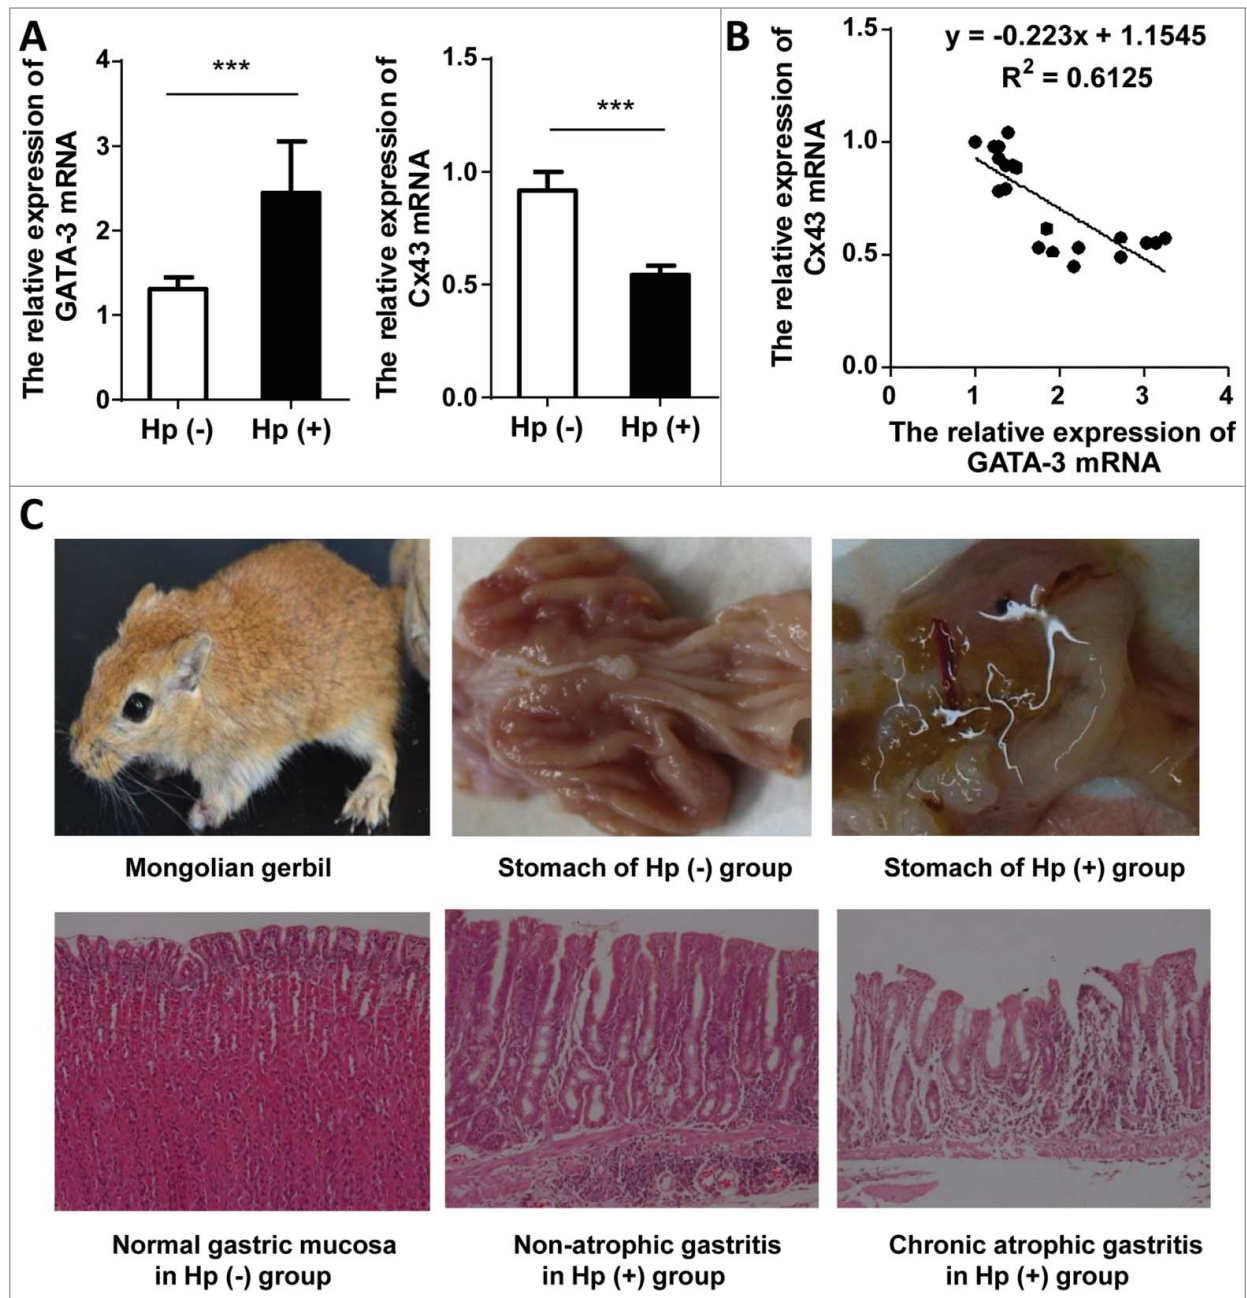 A
The relative expression of
GATA-3 mRNA
4
3
2
1
0
***
Hp (-)
Hp (+)
The relative expression of
Cx43 mRNA
1.5
1.0
0.5
0.0
***
Hp (-)
Hp (+)
B
The relative expression of
Cx43 mRNA
1.5
1.0
0.5
0.0
y = -0.223x + 1.1545
R² = 0.6125
0 1 2 3 4
The relative expression of
GATA-3 mRNA
C
Mongolian gerbil
Stomach of Hp (-) group
Stomach of Hp (+) group
Normal gastric mucosa
in Hp (-) group
Non-atrophic gastritis
in Hp (+) group
Chronic atrophic gastritis
in Hp (+) group